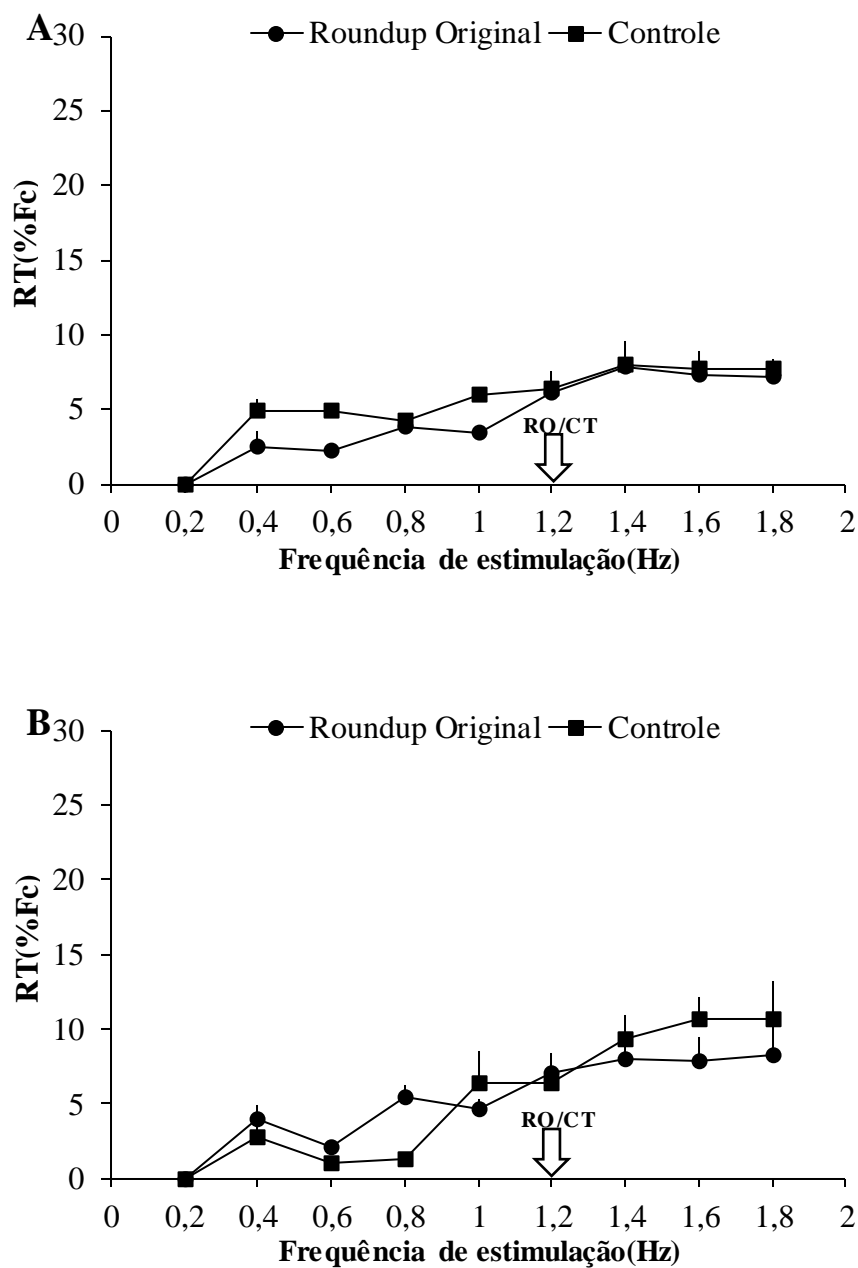 A
Roundup Original Controle
30
25
20
15
10
5
0
RT(%Fc)
RO/CT
0 0,2 0,4 0,6 0,8 1 1,2 1,4 1,6 1,8 2
Frequência de estimulação(Hz)
B
Roundup Original Controle
30
25
20
15
10
5
0
RT(%Fc)
RO/CT
0 0,2 0,4 0,6 0,8 1 1,2 1,4 1,6 1,8 2
Frequência de estimulação(Hz)